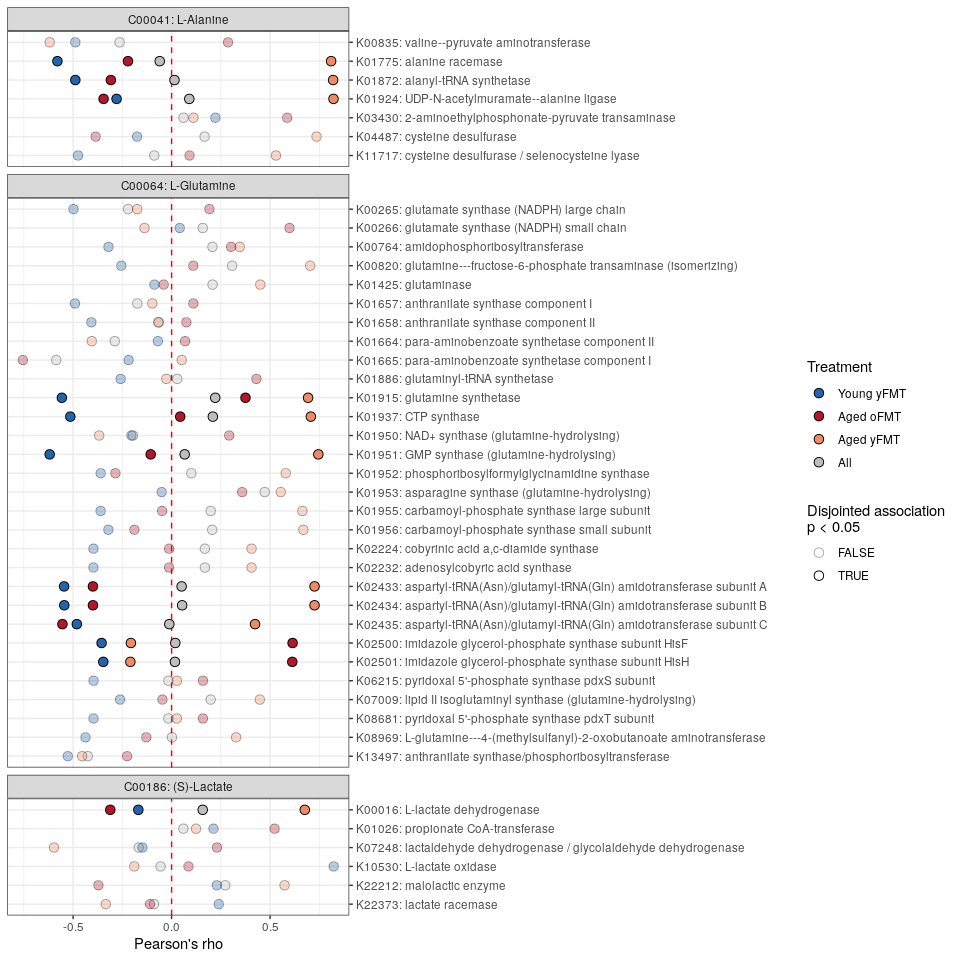 C00041: L-Alanine
K00835: valine--pyruvate aminotransferase
K01775: alanine racemase
K01872: alanyl-tRNA synthetase
K01924: UDP-N-acetylmuramate--alanine ligase
K03430: 2-aminoethylphosphonate-pyruvate transaminase
K04487: cysteine desulfurase
K11717: cysteine desulfurase / selenocysteine lyase
C00064: L-Glutamine
K00265: glutamate synthase (NADPH) large chain
K00266: glutamate synthase (NADPH) small chain
K00764: amidophosphoribosyltransferase
K00820: glutamine---fructose-6-phosphate transaminase (isomerizing)
K01425: glutaminase
K01657: anthranilate synthase component I
K01658: anthranilate synthase component II
K01664: para-aminobenzoate synthetase component II
K01665: para-aminobenzoate synthetase component I
K01886: glutaminyl-tRNA synthetase
K01915: glutamine synthetase
K01937: CTP synthase
K01950: NAD+ synthase (glutamine-hydrolysing)
K01951: GMP synthase (glutamine-hydrolysing)
K01952: phosphoribosylformylglycinamidine synthase
K01953: asparagine synthase (glutamine-hydrolysing)
K01955: carbamoyl-phosphate synthase large subunit
K01956: carbamoyl-phosphate synthase small subunit
K02224: cobyrinic acid a,c-diamide synthase
K02232: adenosylcobyric acid synthase
K02433: aspartyl-tRNA(Asn)/glutamyl-tRNA(Gln) amidotransferase subunit A
K02434: aspartyl-tRNA(Asn)/glutamyl-tRNA(Gln) amidotransferase subunit B
K02435: aspartyl-tRNA(Asn)/glutamyl-tRNA(Gln) amidotransferase subunit C
K02500: imidazole glycerol-phosphate synthase subunit HisF
K02501: imidazole glycerol-phosphate synthase subunit HisH
K06215: pyridoxal 5'-phosphate synthase pdxS subunit
K07009: lipid II isoglutaminyl synthase (glutamine-hydrolysing)
K08681: pyridoxal 5'-phosphate synthase pdxT subunit
K08969: L-glutamine---4-(methylsulfanyl)-2-oxobutanoate aminotransferase
K13497: anthranilate synthase/phosphoribosyltransferase
C00186: (S)-Lactate
K00016: L-lactate dehydrogenase
K01026: propionate CoA-transferase
K07248: lactaldehyde dehydrogenase / glycolaldehyde dehydrogenase
K10530: L-lactate oxidase
K22212: malolactic enzyme
K22373: lactate racemase
-0.5 0.0 0.5
Pearson's rho
Treatment
Young yFMT
Aged oFMT
Aged yFMT
All
Disjointed association
p < 0.05
FALSE
TRUE